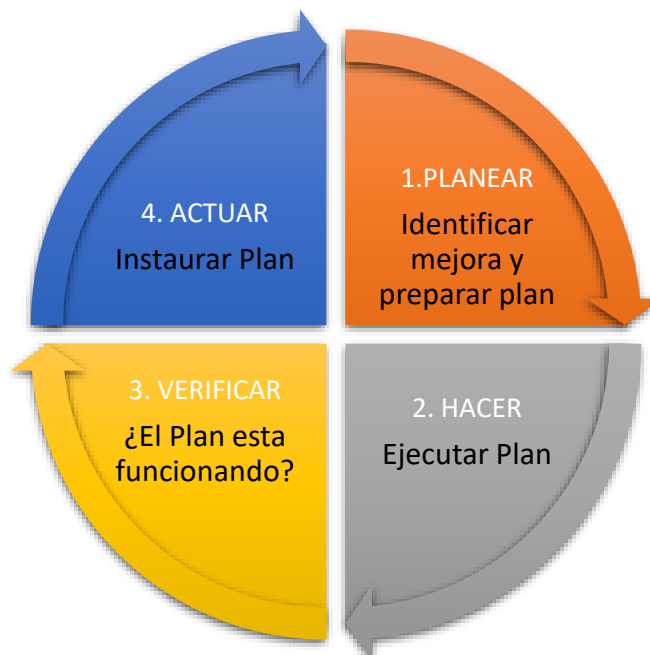 1.PLANEAR
Identificar
mejora y
preparar plan
2. HACER
Ejecutar Plan
3. VERIFICAR
¿El Plan esta
funcionando?
4. ACTUAR
Instaurar Plan